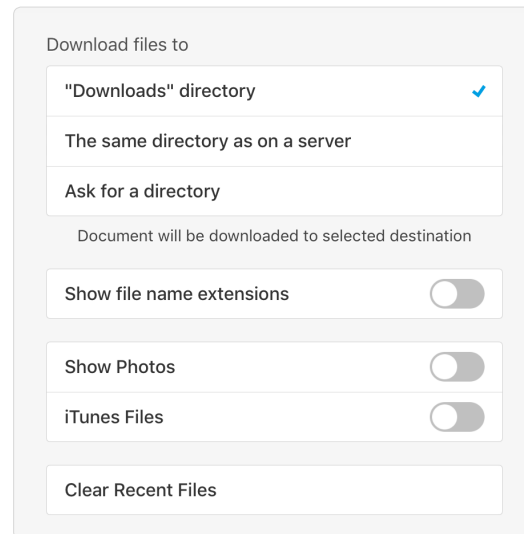 Download files to
"Downloads" directory
The same directory as on a server
Ask for a directory
Document will be downloaded to selected destination
Show file name extensions
Show Photos
iTunes Files
Clear Recent Files